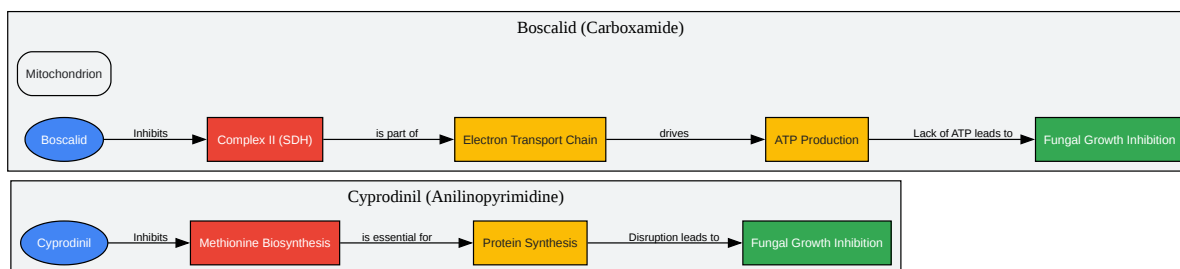 Boscalid (Carboxamide)
Mitochondrion
Boscalid
Inhibits
Complex II (SDH)
is part of
Electron Transport Chain
drives
ATP Production
Lack of ATP leads to
Fungal Growth Inhibition
Cyprodinil (Anilinopyrimidine)
Cyprodinil
Inhibits
Methionine Biosynthesis
is essential for
Protein Synthesis
Disruption leads to
Fungal Growth Inhibition